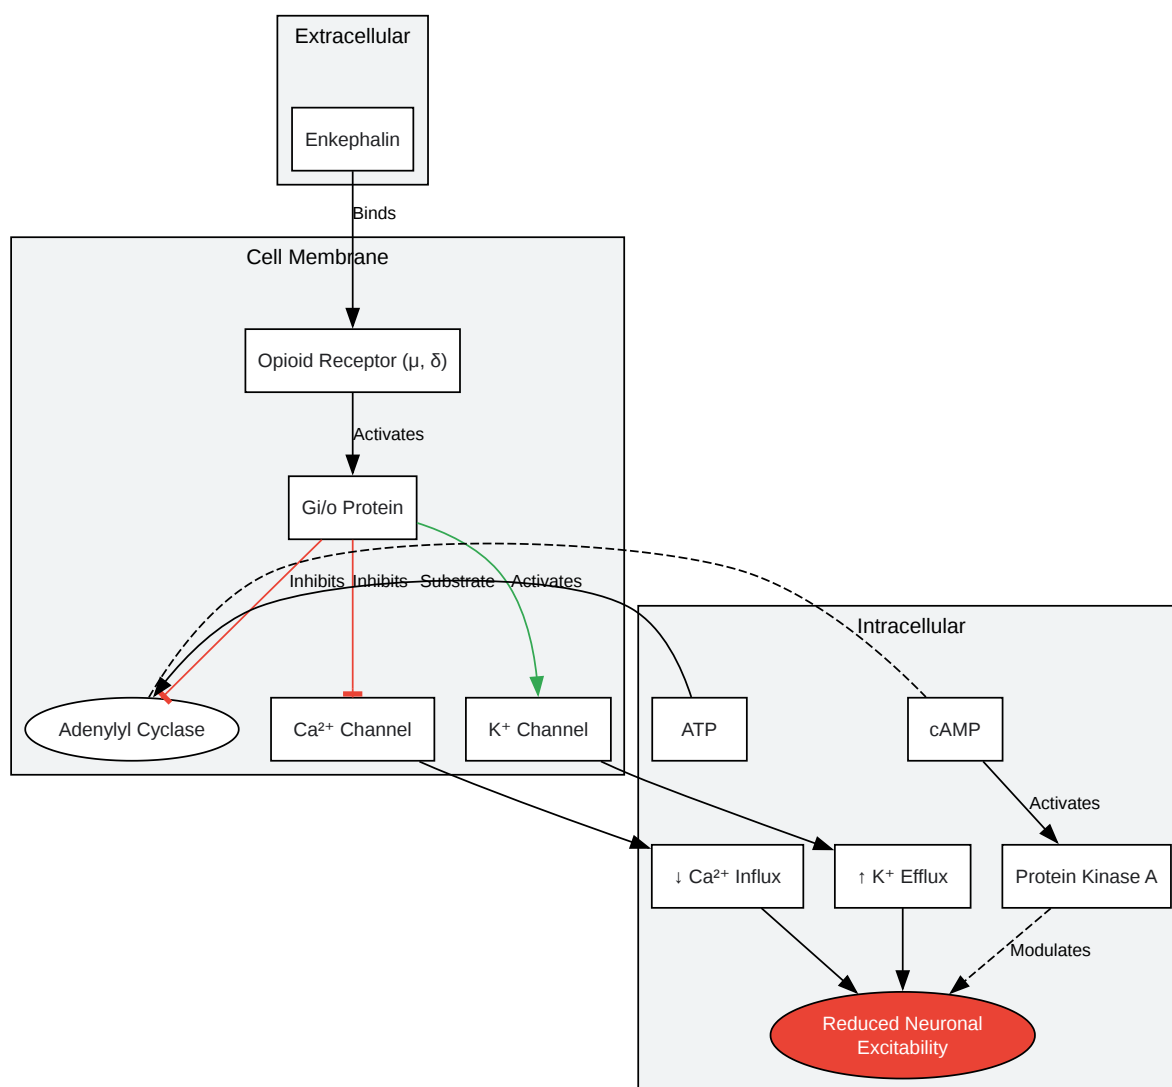 Extracellular
Enkephalin
Binds
Cell Membrane
Opioid Receptor (μ, δ)
Activates
Gi/o Protein
Inhibits
Inhibits
Substrate
Activates
Intracellular
Adenylyl Cyclase
Ca²⁺ Channel
K⁺ Channel
ATP
cAMP
Activates
↓ Ca²⁺ Influx
↑ K⁺ Efflux
Protein Kinase A
Modulates
Reduced Neuronal
Excitability